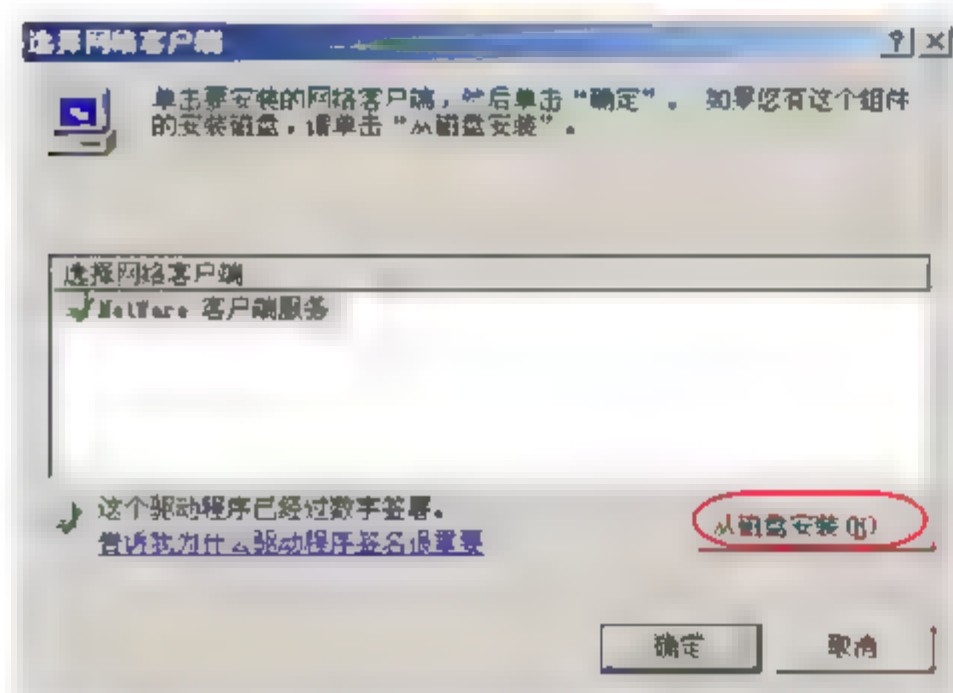 选择网络客户端
单击要安装的网络客户端，然后单击“确定”。 如果您有这个组件
的安装磁盘，请单击“从磁盘安装”。
选择网络客户端
NetWare 客户端服务
这个驱动程序已经过数字签署。
告诉我为什么驱动程序签名很重要
从磁盘安装(H)
确定
取消